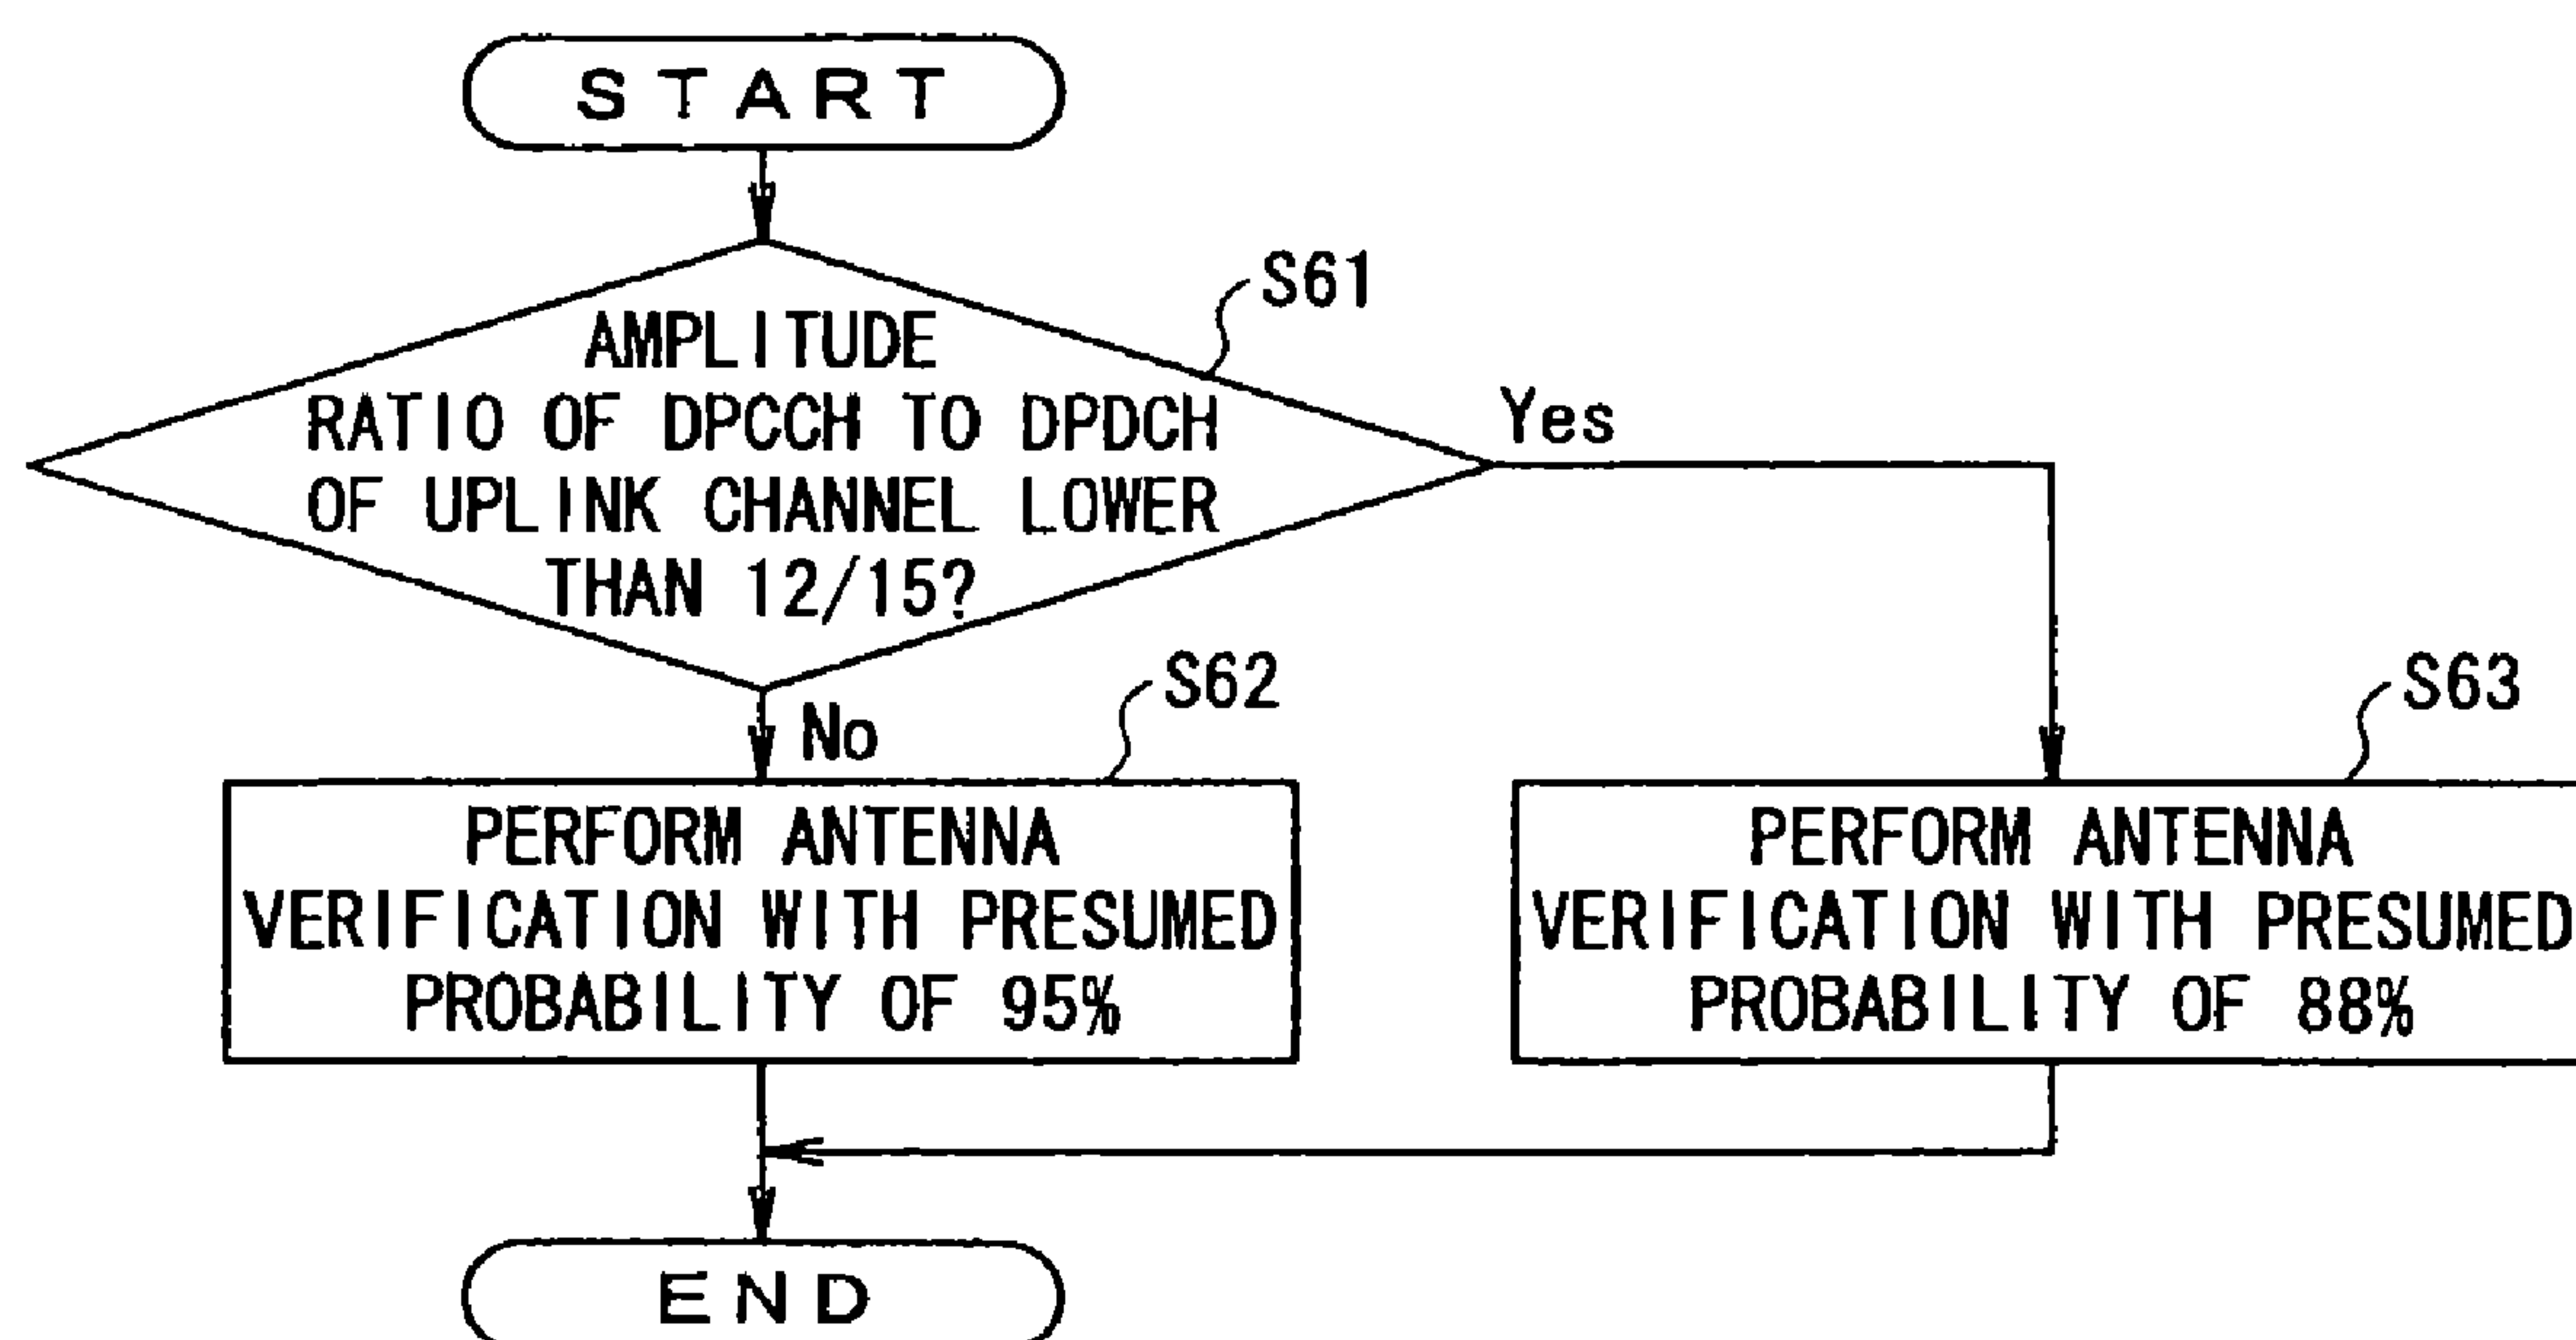 START
S61
AMPLITUDE
RATIO OF DPCCH TO DPDCH
OF UPLINK CHANNEL LOWER
THAN 12/15?
Yes
No
S62
PERFORM ANTENNA
VERIFICATION WITH PRESUMED
PROBABILITY OF 95%
S63
PERFORM ANTENNA
VERIFICATION WITH PRESUMED
PROBABILITY OF 88%
END